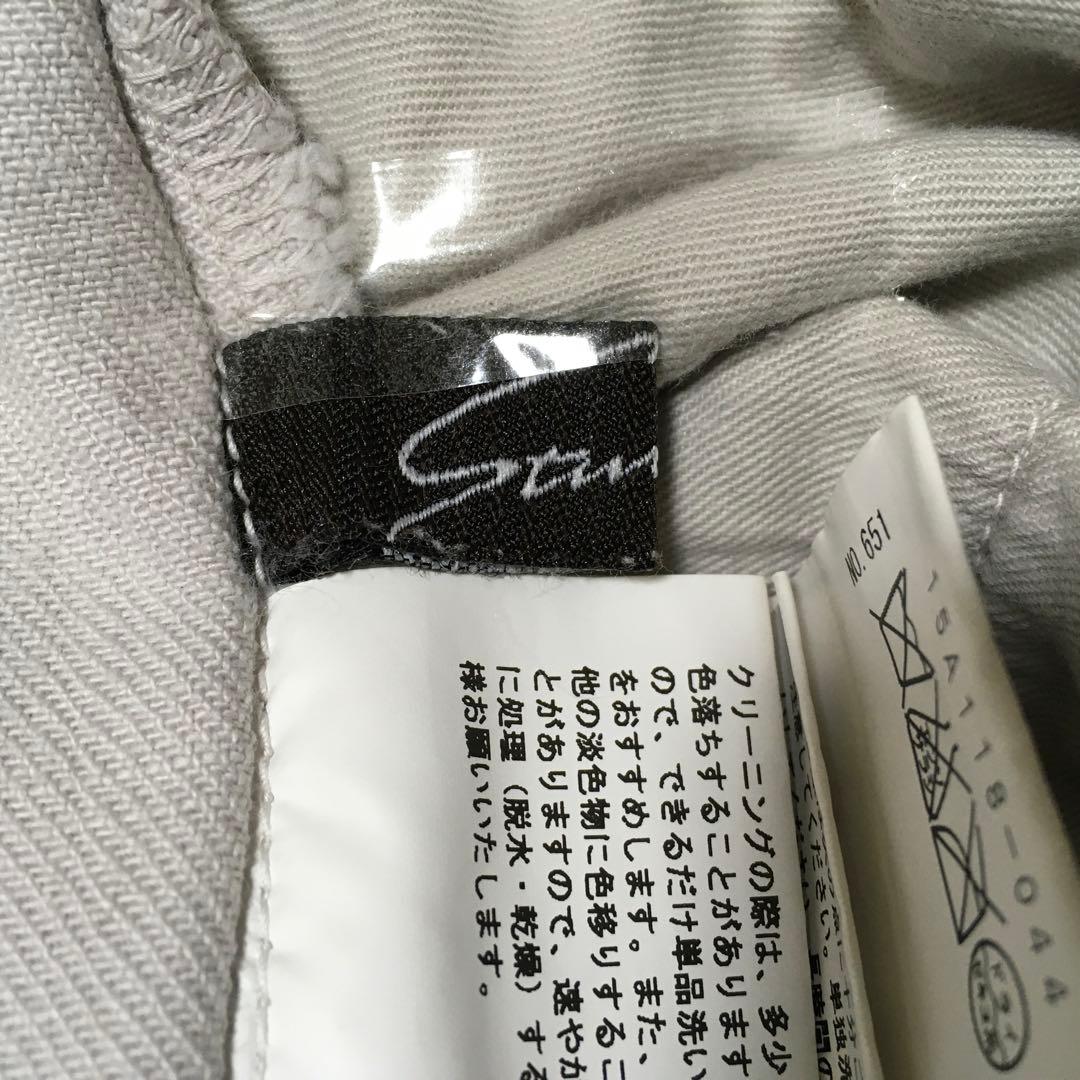 クリーニングの際は、多少
色落ちすることがあります
ので、できるだけ単品洗い
をおすすめします。また、
他の淡色物に色移りするこ
とがありますので、速やか
に処理（脱水・乾燥）する
様お願いいたします。
NO. 651
15A118-044
ドライ